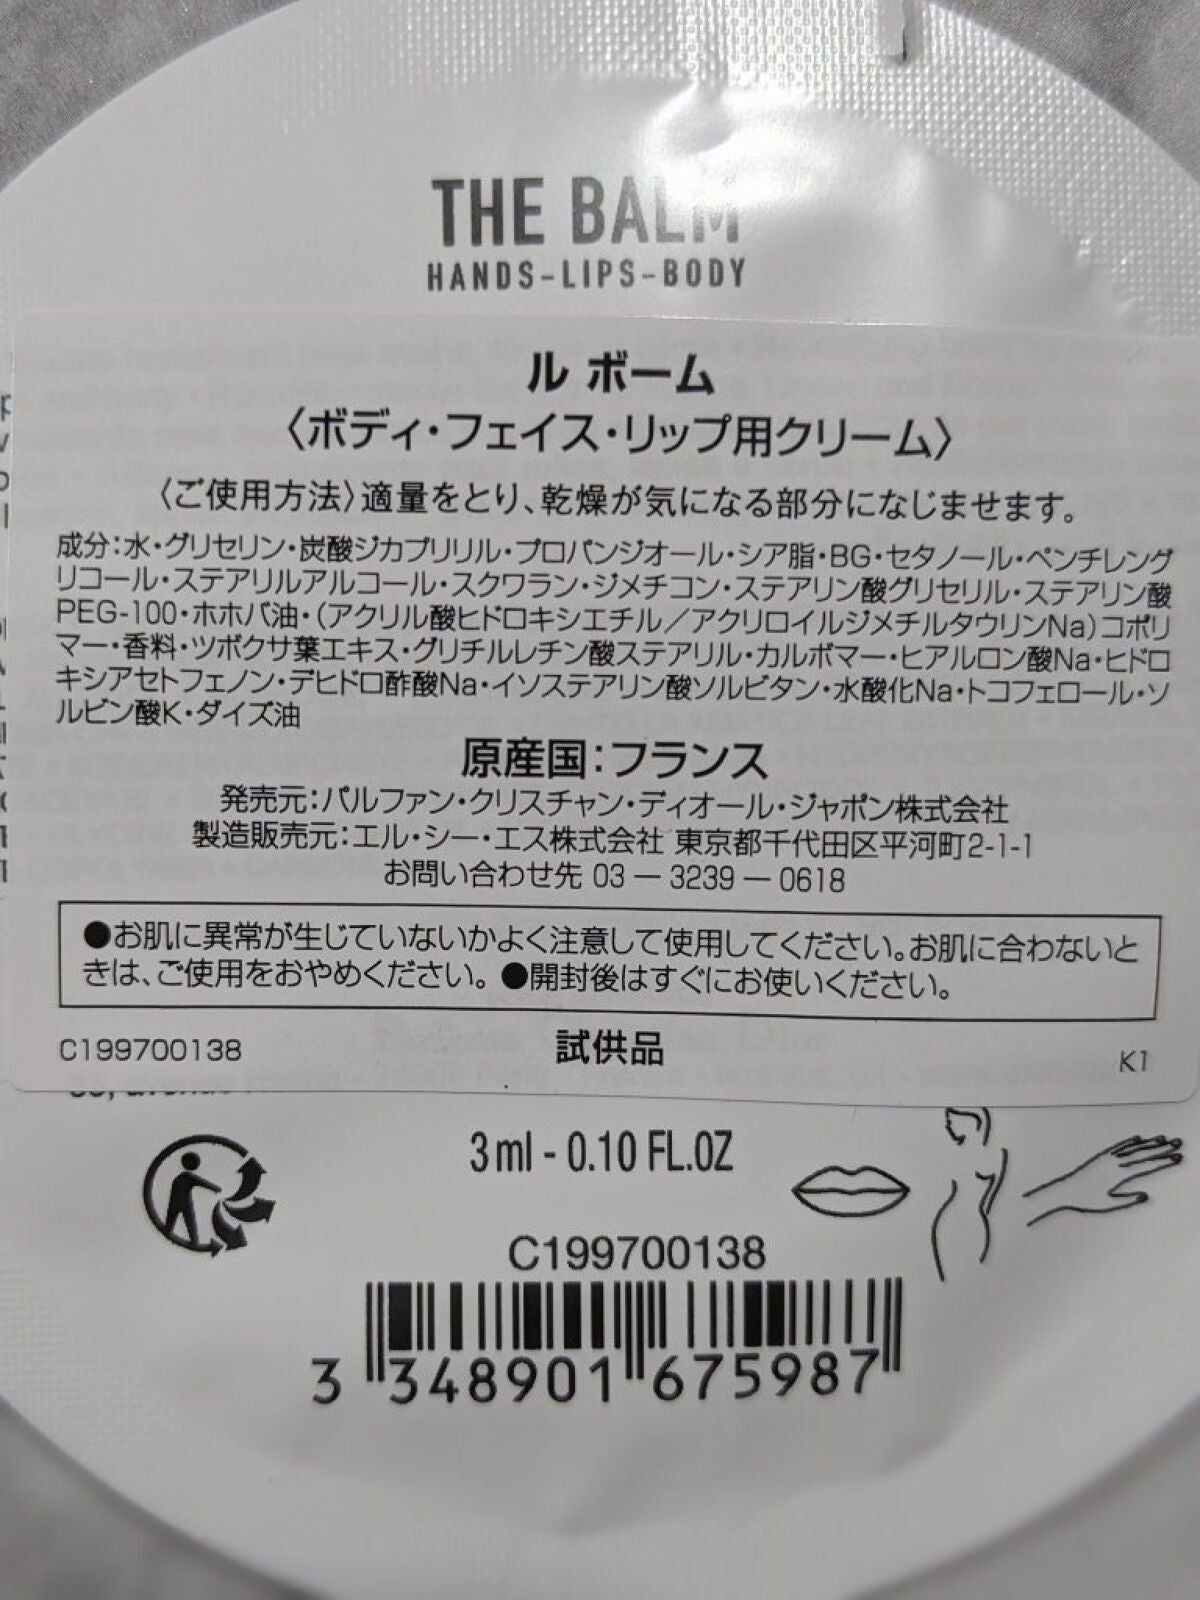 THE BALM
HANDS-LIPS-BODY
ル ボーム
〈ボディ・フェイス・リップ用クリーム〉
〈ご使用方法〉適量をとり、乾燥が気になる部分になじませます。
成分：水・グリセリン・炭酸ジカプリリル・プロパンジオール・シア脂・BG・セタノール・ペンチレング
リコール・ステアリルアルコール・スクワラン・ジメチコン・ステアリン酸グリセリル・ステアリン酸
PEG-100・ホホバ油・（アクリル酸ヒドロキシエチル／アクリロイルジメチルタウリンNa）コポリ
マー・香料・ツボクサ葉エキス・グリチルレチン酸ステアリル・カルボマー・ヒアルロン酸Na・ヒドロ
キシアセトフェノン・デヒドロ酢酸Na・イソステアリン酸ソルビタン・水酸化Na・トコフェロール・ソ
ルビン酸K・ダイズ油
原産国：フランス
発売元：パルファン・クリスチャン・ディオール・ジャポン株式会社
製造販売元：エル・シー・エス株式会社 東京都千代田区平河町2-1-1
お問い合わせ先 03－3239－0618
●お肌に異常が生じていないかよく注意して使用してください。お肌に合わないと
きは、ご使用をおやめください。●開封後はすぐにお使いください。
C199700138 試供品 K1
3 ml - 0.10 FL.OZ
C199700138
3 348901 675987